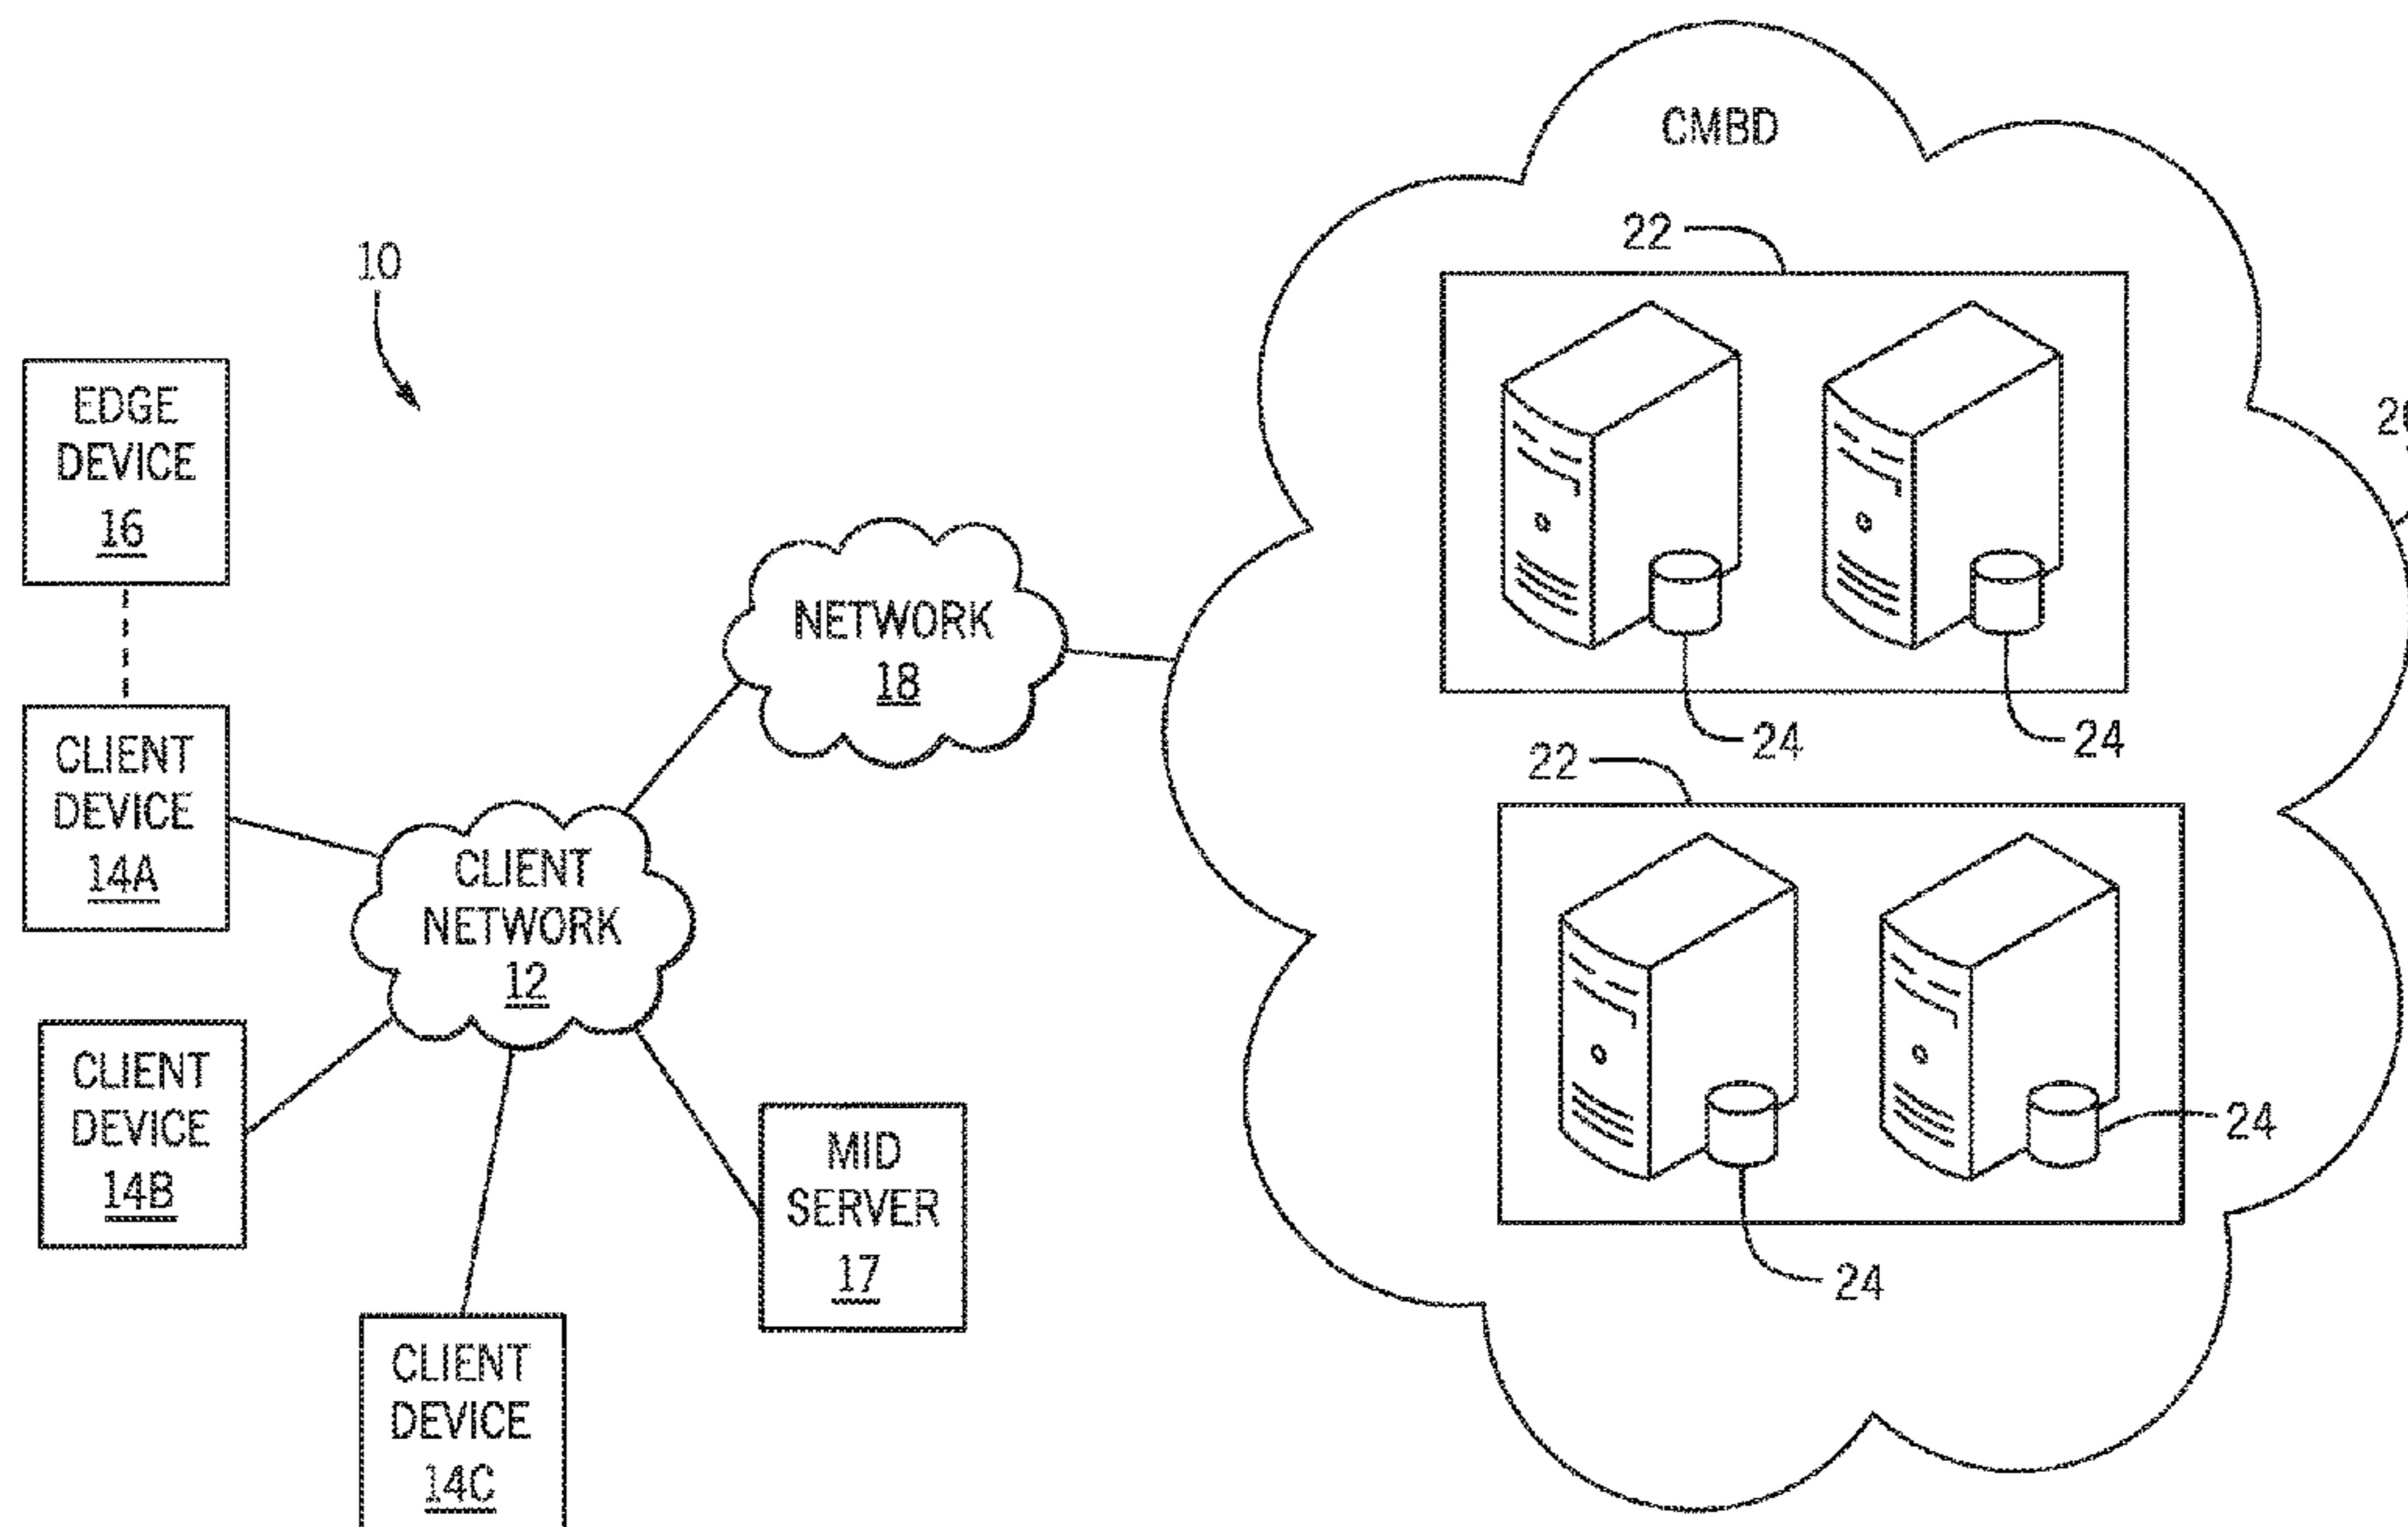 CMBD
22
10
20
EDGE
DEVICE
16
NETWORK
18
24
24
22
CLIENT
DEVICE
14A
CLIENT
NETWORK
12
CLIENT
DEVICE
14B
MID
SERVER
17
24
24
CLIENT
DEVICE
14C